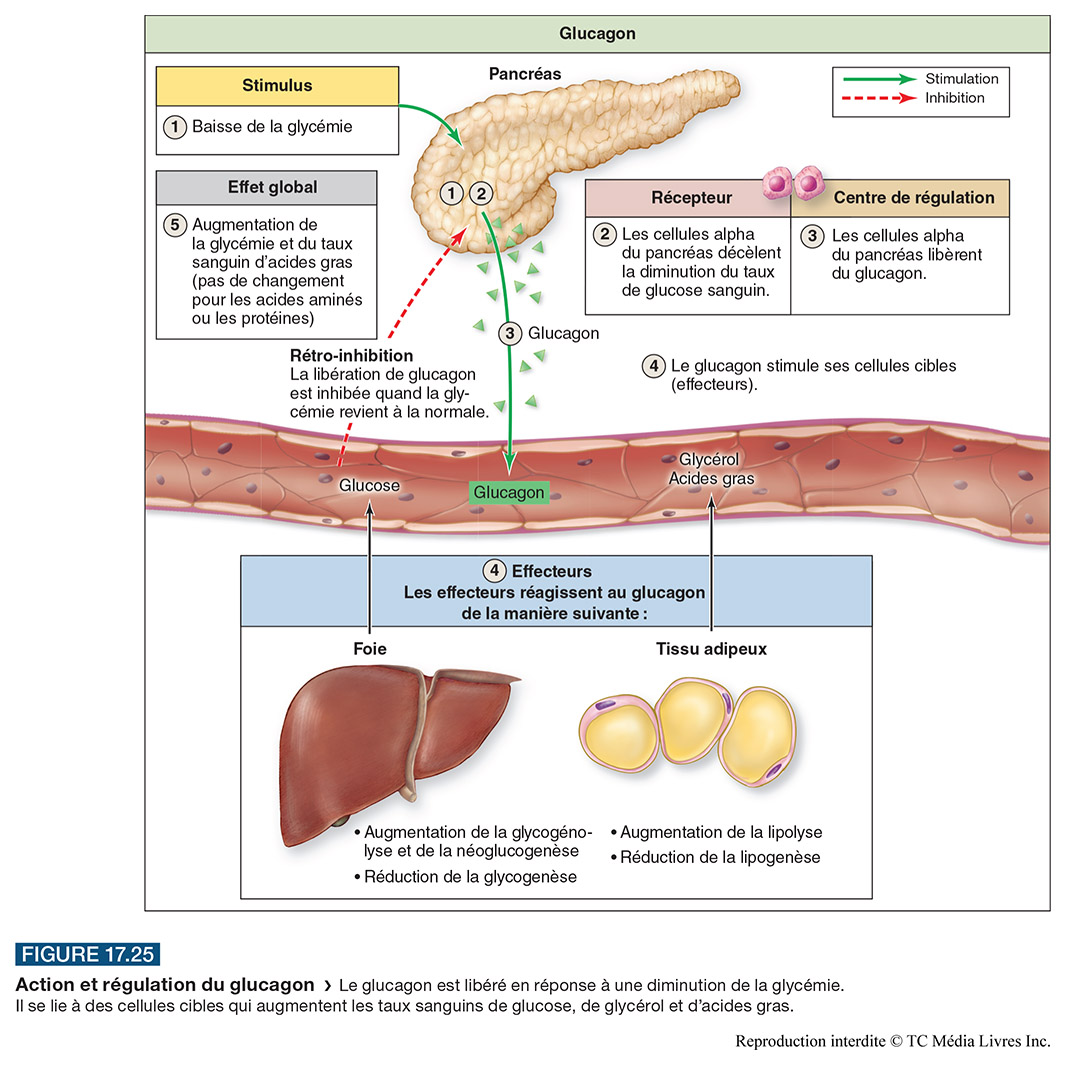 Glucagon
Stimulus
1 Baisse de la glycémie
Pancréas
Stimulation
Inhibition
Effet global
5 Augmentation de
la glycémie et du taux
sanguin d'acides gras
(pas de changement
pour les acides aminés
ou les protéines)
1 2
Récepteur
2 Les cellules alpha
du pancréas décèlent
la diminution du taux
de glucose sanguin.
Centre de régulation
3 Les cellules alpha
du pancréas libèrent
du glucagon.
3 Glucagon
Rétro-inhibition
La libération de glucagon
est inhibée quand la gly-
cémie revient à la normale.
4 Le glucagon stimule ses cellules cibles
(effecteurs).
Glucose
Glucagon
Glycérol
Acides gras
4 Effecteurs
Les effecteurs réagissent au glucagon
de la manière suivante :
Foie
• Augmentation de la glycogéno-
lyse et de la néoglucogenèse
• Réduction de la glycogenèse
Tissu adipeux
• Augmentation de la lipolyse
• Réduction de la lipogenèse
FIGURE 17.25
Action et régulation du glucagon › Le glucagon est libéré en réponse à une diminution de la glycémie.
Il se lie à des cellules cibles qui augmentent les taux sanguins de glucose, de glycérol et d'acides gras.
Reproduction interdite © TC Média Livres Inc.